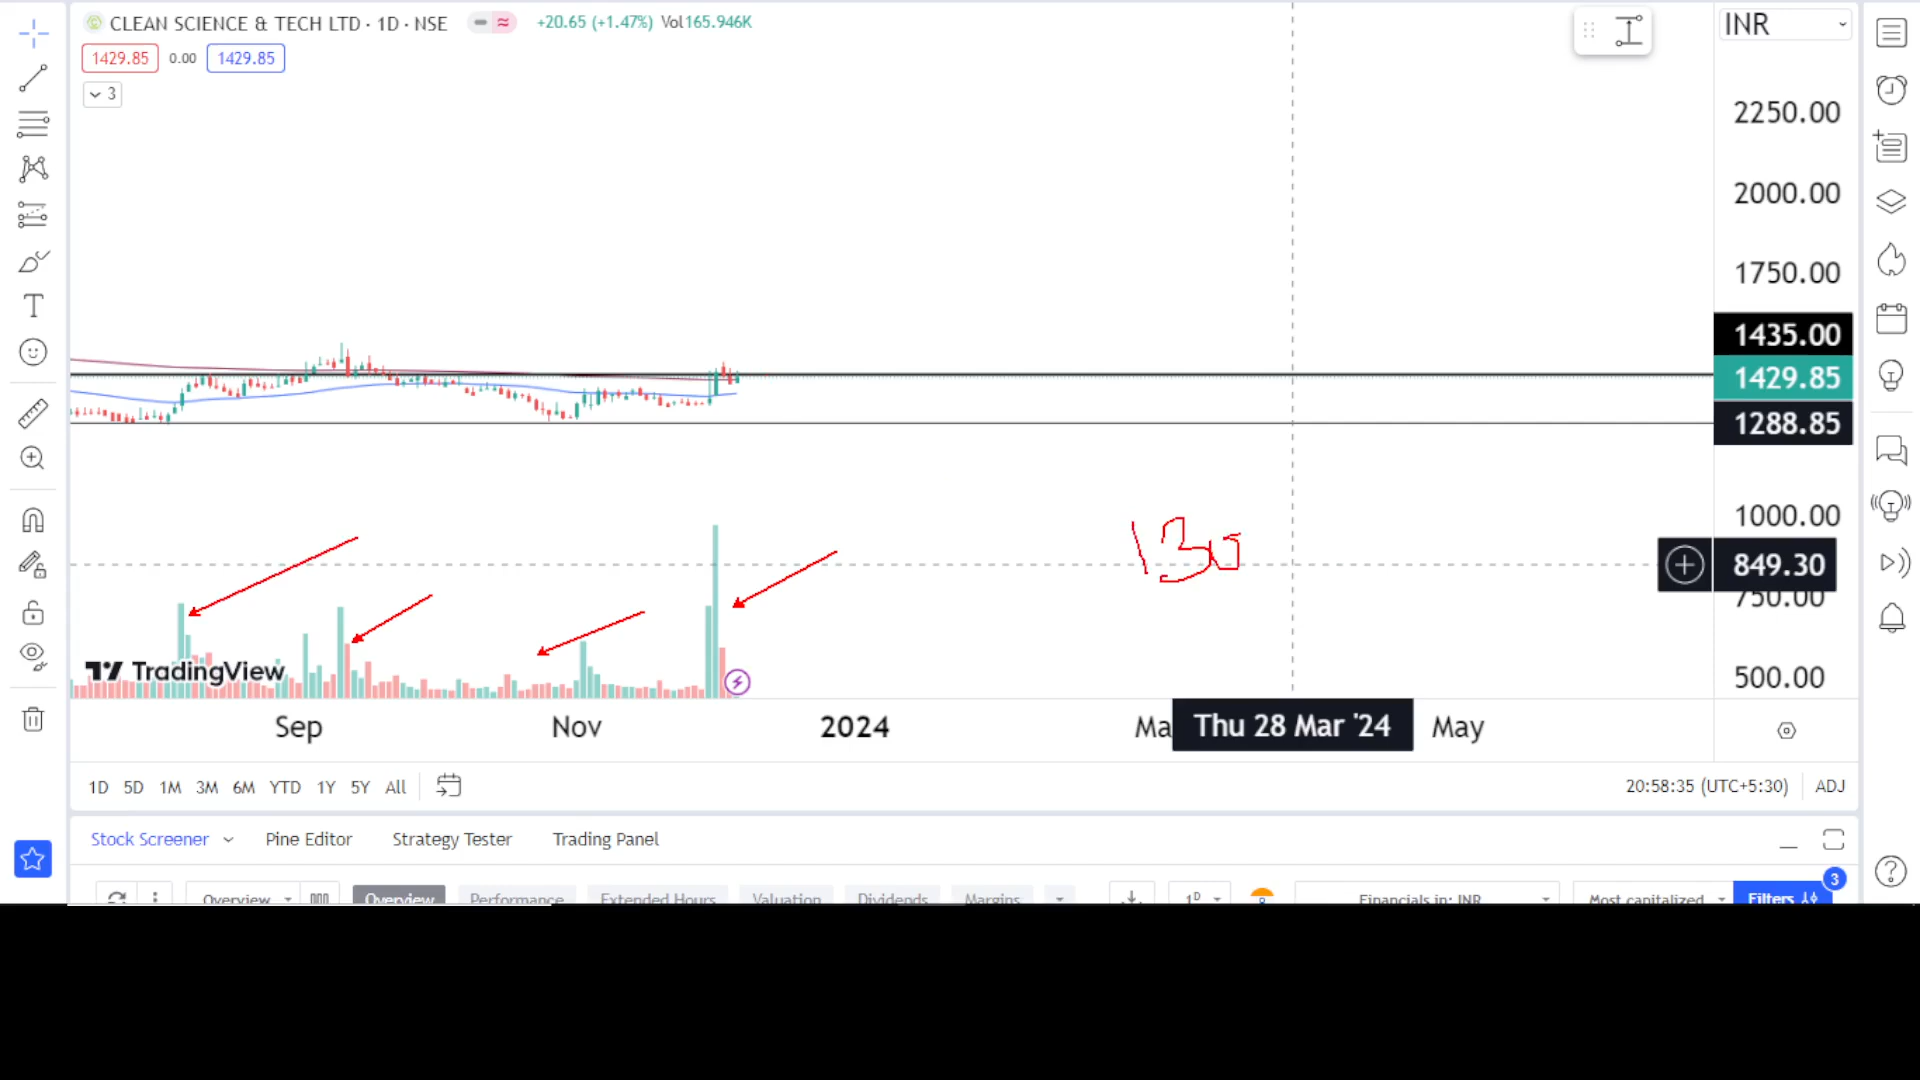 CLEAN SCIENCE & TECH LTD · 1D · NSE +20.65 (+1.47%) Vol165.946K
INR
1429.85 0.00 1429.85
3
2250.00
2000.00
1750.00
1435.00
1429.85
1288.85
1000.00
130
849.30
750.00
TradingView
500.00
Sep Nov 2024 Ma Thu 28 Mar '24 May
1D 5D 1M 3M 6M YTD 1Y 5Y All 20:58:35 (UTC+5:30) ADJ
Stock Screener Pine Editor Strategy Tester Trading Panel
3
Overview Overview Performance Extended Hours Valuation Dividends Margins 1D Financials in: INR Most capitalized Filters